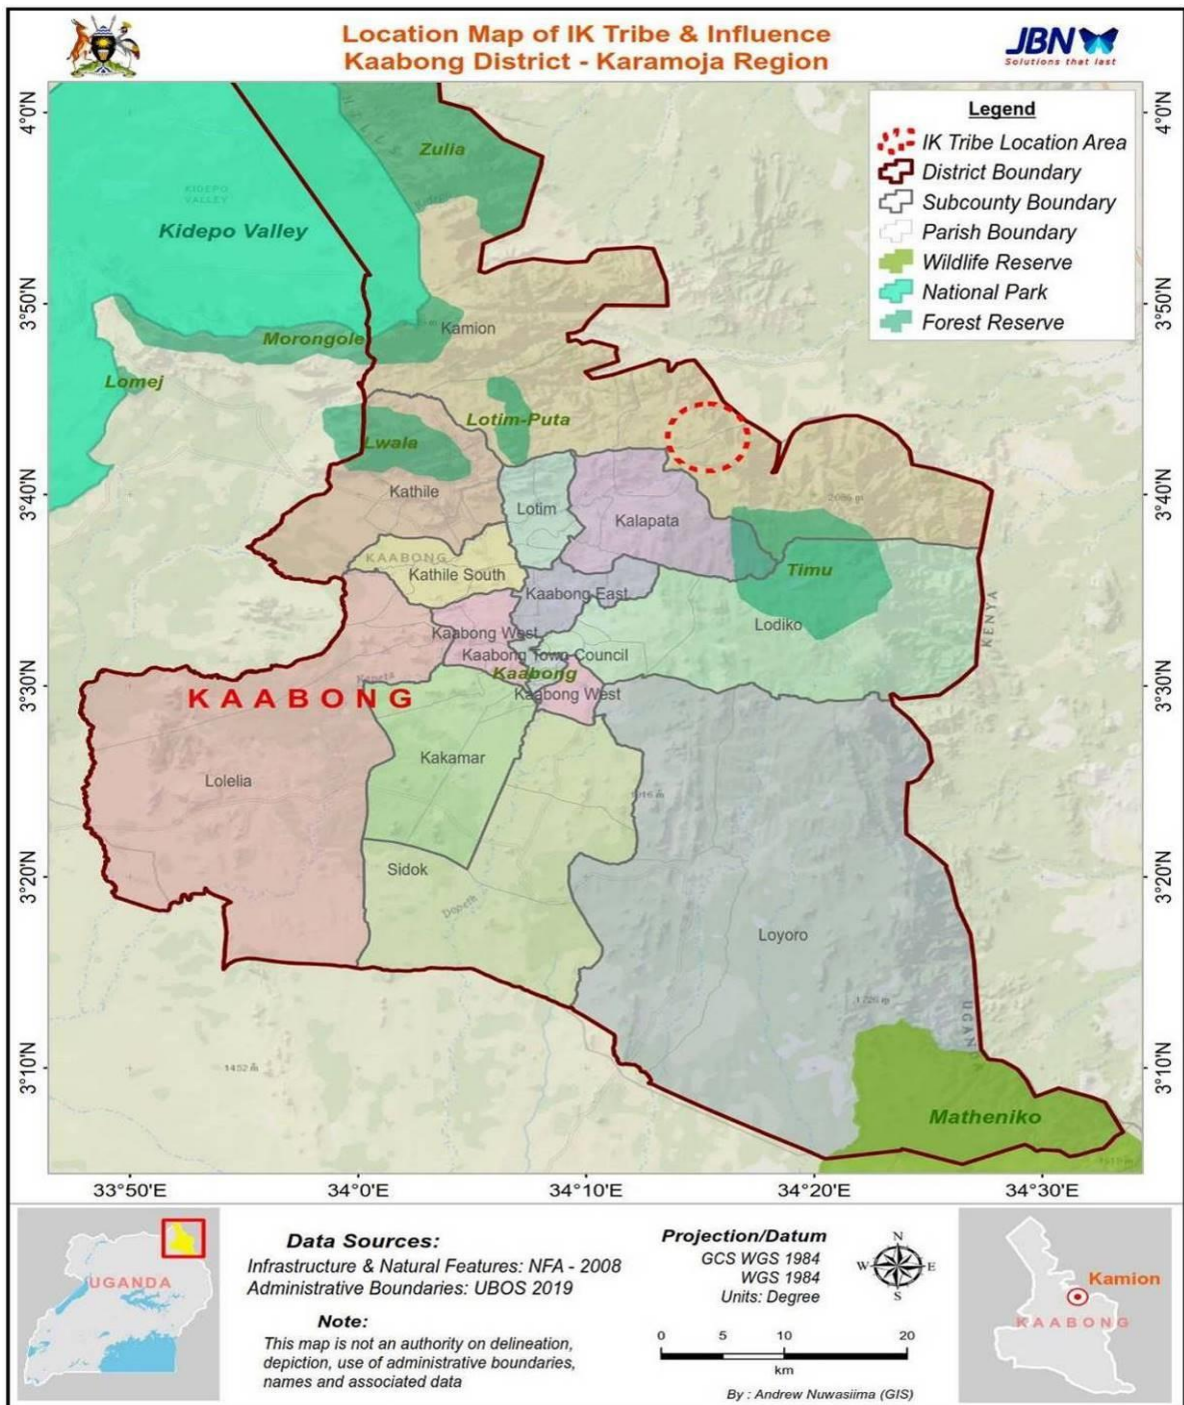 Location Map of IK Tribe & Influence
Kaabong District - Karamoja Region
JBN
Solutions that last
4°0'N
3°50'N
3°40'N
3°30'N
3°20'N
3°10'N
4°0'N
3°50'N
3°40'N
3°30'N
3°20'N
3°10'N
Legend
IK Tribe Location Area
District Boundary
Subcounty Boundary
Parish Boundary
Wildlife Reserve
National Park
Forest Reserve
Zulia
KIDEPO
VALLEY
Kidepo Valley
Kamion
Morongole
Lomej
Lotim-Puta
Lwala
Kathile
Lotim
Kalapata
KAABONG
Kathile South
Timu
Kaabong East
Lodiko
KENYA
Kaabong West
Kaabong Town Council
Kaabong
Kaabong West
KAABONG
Kakamar
Lolelia
Sidok
Dopeth
Loyoro
1726 m
UGANDA
1452 m
Matheniko
33°50'E
34°0'E
34°10'E
34°20'E
34°30'E
UGANDA
Data Sources:
Infrastructure & Natural Features: NFA - 2008
Administrative Boundaries: UBOS 2019
Note:
This map is not an authority on delineation,
depiction, use of administrative boundaries,
names and associated data
Projection/Datum
GCS WGS 1984
WGS 1984
Units: Degree
N
W
E
S
0 5 10 20
km
By : Andrew Nuwasiima (GIS)
Kamion
KAABONG